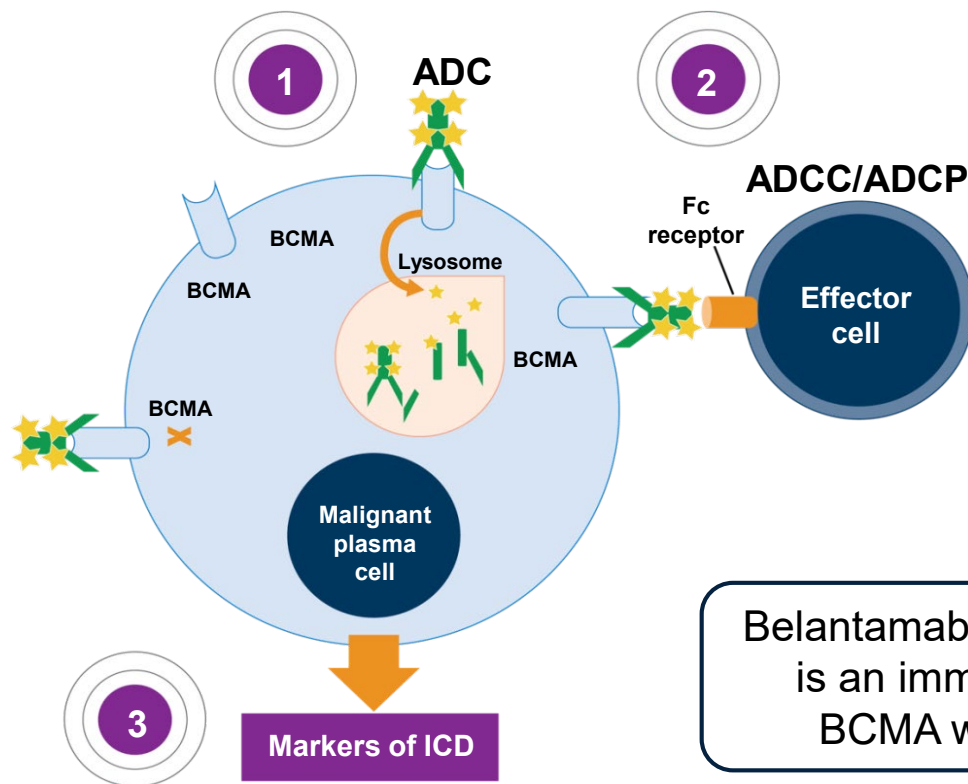 1
ADC
2
ADCC/ADCP
Fc
receptor
BCMA
Lysosome
BCMA
Effector
cell
BCMA
BCMA
Malignant
plasma
cell
Belantamab
is an imm
BCMA w
3
Markers of ICD